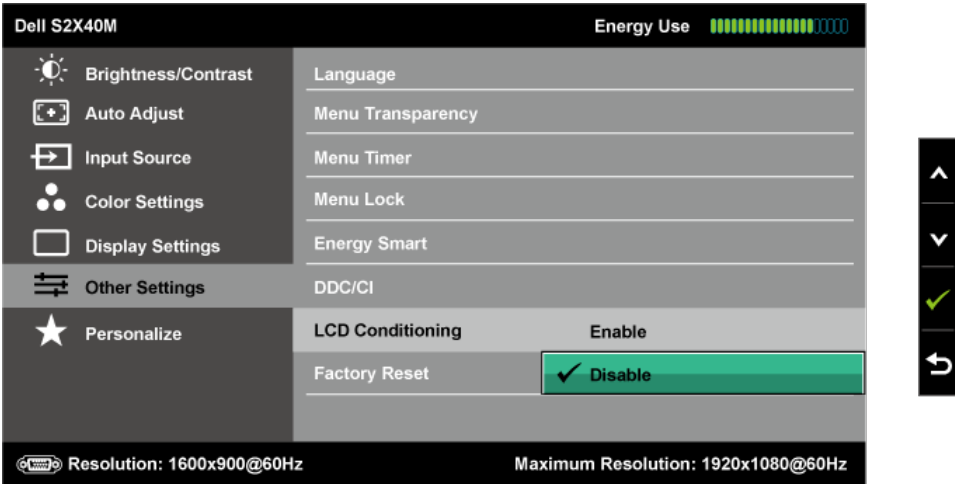 Dell S2X40M Energy Use
Brightness/Contrast Language
Auto Adjust Menu Transparency
Input Source Menu Timer
Color Settings Menu Lock
Display Settings Energy Smart
Other Settings DDC/CI
Personalize LCD Conditioning Enable
Factory Reset Disable
Resolution: 1600x900@60Hz Maximum Resolution: 1920x1080@60Hz